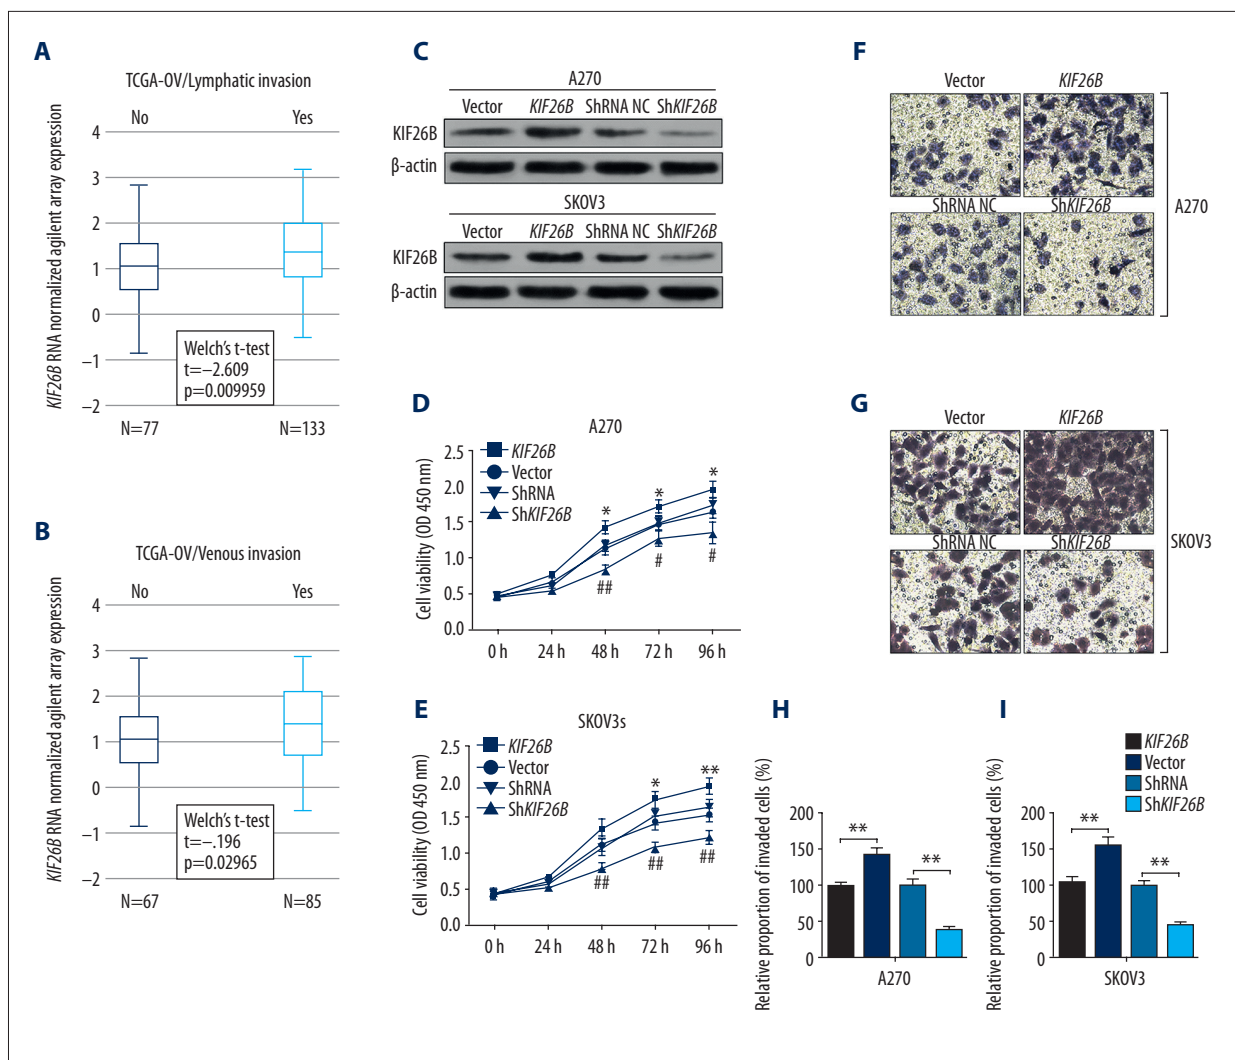 A
TCGA-OV/Lymphatic invasion
No
Yes
KIF26B RNA normalized agilent array expression
4
3
2
1
0
−1
−2
Welch's t-test
t=−2.609
p=0.009959
N=77
N=133
B
TCGA-OV/Venous invasion
No
Yes
KIF26B RNA normalized agilent array expression
4
3
2
1
0
−1
−2
Welch's t-test
t=−.196
p=0.02965
N=67
N=85
C
A270
Vector KIF26B ShRNA NC ShKIF26B
KIF26B
β-actin
SKOV3
Vector KIF26B ShRNA NC ShKIF26B
KIF26B
β-actin
D
A270
Cell viability (OD 450 nm)
2.5
2.0
1.5
1.0
0.5
0.0
KIF26B
Vector
ShRNA
ShKIF26B
* * *
## # #
0 h 24 h 48 h 72 h 96 h
E
SKOV3s
Cell viability (OD 450 nm)
2.5
2.0
1.5
1.0
0.5
0.0
KIF26B
Vector
ShRNA
ShKIF26B
* **
## ## ##
0 h 24 h 48 h 72 h 96 h
F
Vector KIF26B
ShRNA NC ShKIF26B
A270
G
Vector KIF26B
ShRNA NC ShKIF26B
SKOV3
H
Relative proportion of invaded cells (%)
200
150
100
50
0
** **
A270
I
KIF26B
Vector
ShRNA
ShKIF26B
Relative proportion of invaded cells (%)
200
150
100
50
0
** **
SKOV3